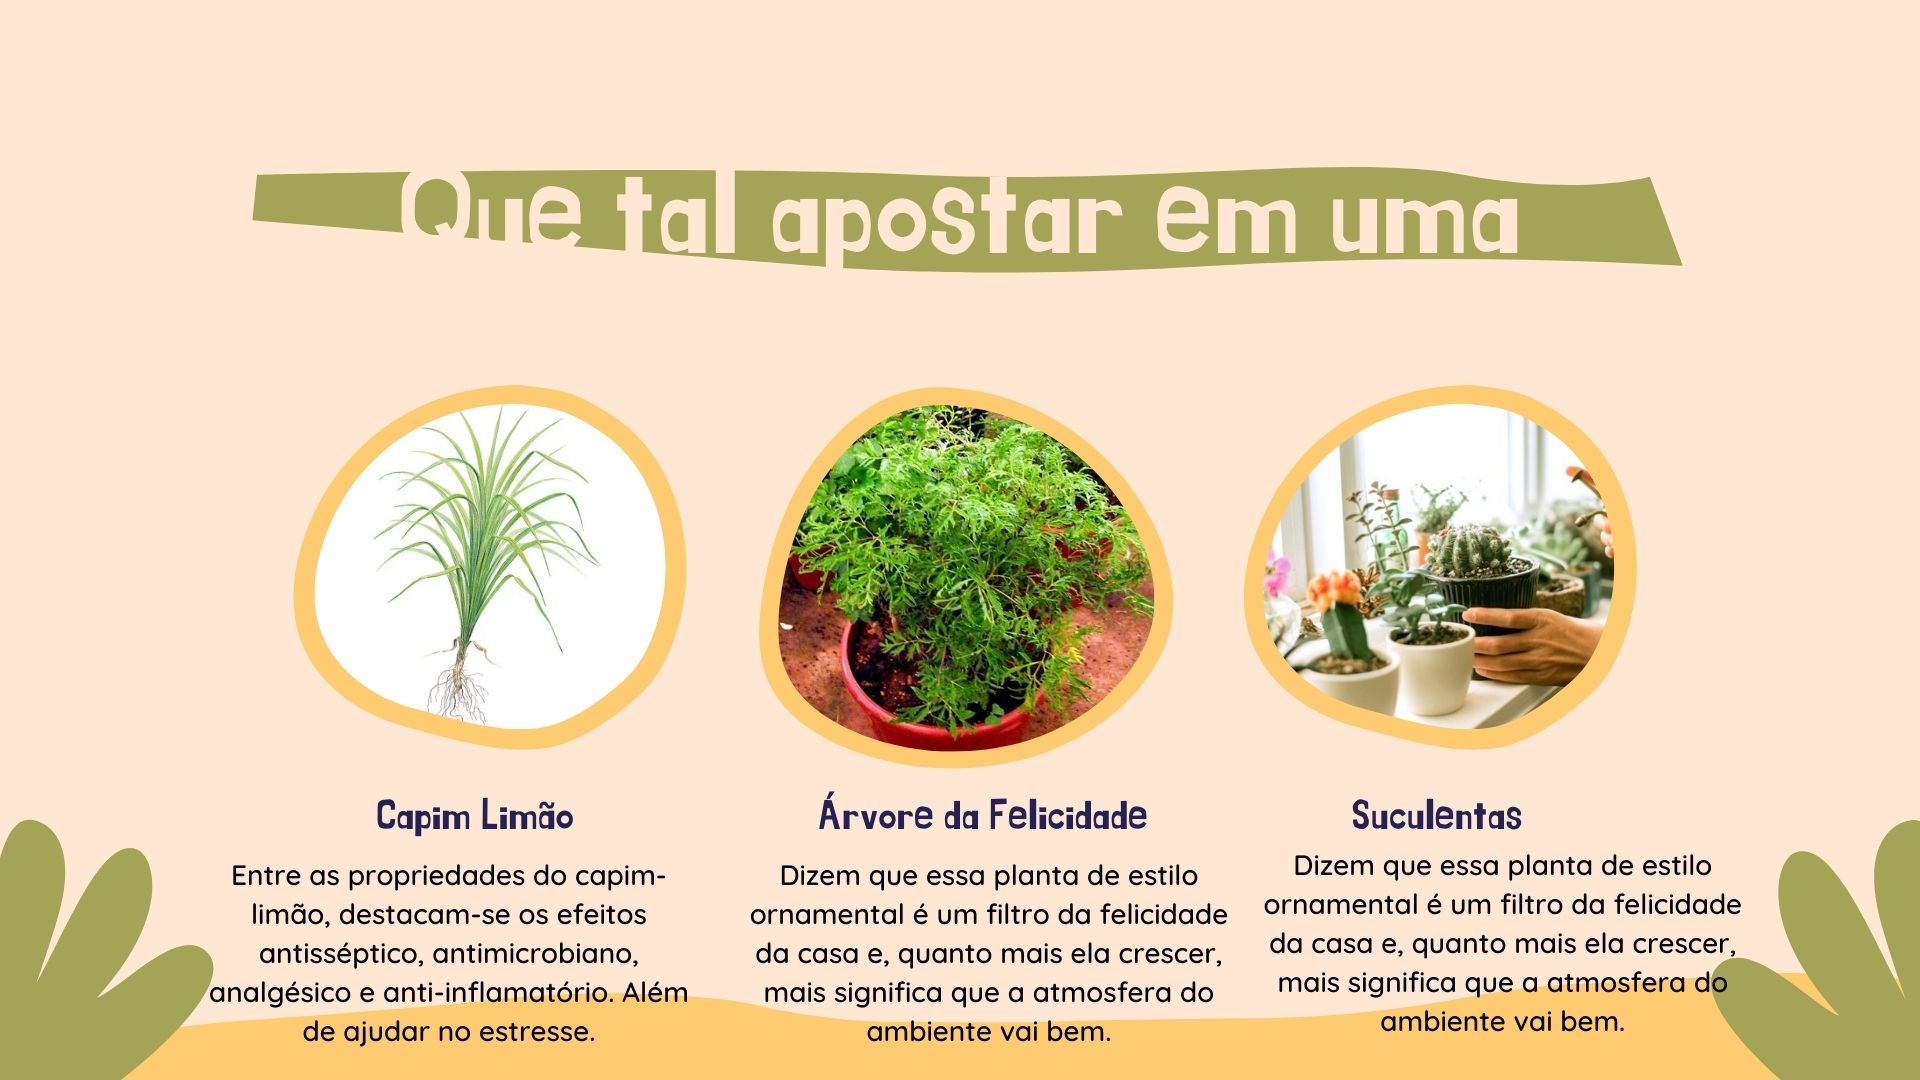 Que tal apostar em uma
Capim Limão
Entre as propriedades do capim-
limão, destacam-se os efeitos
antisséptico, antimicrobiano,
analgésico e anti-inflamatório. Além
de ajudar no estresse.
Árvore da Felicidade
Dizem que essa planta de estilo
ornamental é um filtro da felicidade
da casa e, quanto mais ela crescer,
mais significa que a atmosfera do
ambiente vai bem.
Suculentas
Dizem que essa planta de estilo
ornamental é um filtro da felicidade
da casa e, quanto mais ela crescer,
mais significa que a atmosfera do
ambiente vai bem.